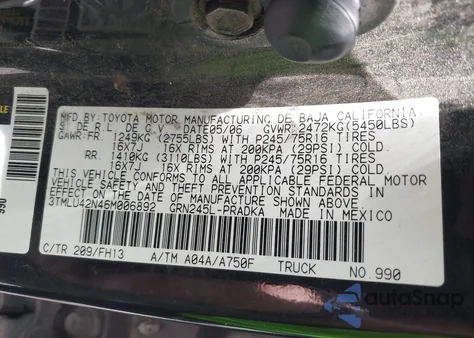 MFD.BY: TOYOTA MOTOR MANUFACTURING DE BAJA CALIFORNIA,
S. DE R.L. DE C.V. DATE05/06 GVWR 2472KG(5450LBS)
GAWR:FR. 1249KG (2755LBS) WITH P245/75R16 TIRES
16X7J 16X RIMS AT 200KPA (29PSI) COLD.
RR. 1410KG (3110LBS) WITH P245/75R16 TIRES
16X7J 16X RIMS AT 200KPA (29PSI) COLD.
THIS VEHICLE CONFORMS TO ALL APPLICABLE FEDERAL MOTOR
VEHICLE SAFETY AND THEFT PREVENTION STANDARDS IN
EFFECT ON THE DATE OF MANUFACTURE SHOWN ABOVE.
3TMLU42N46M006892 GRN245L-PRADKA MADE IN MEXICO
C/TR 209/FH13 A/TM A04A/A750F TRUCK NO.990
990
autoSnap